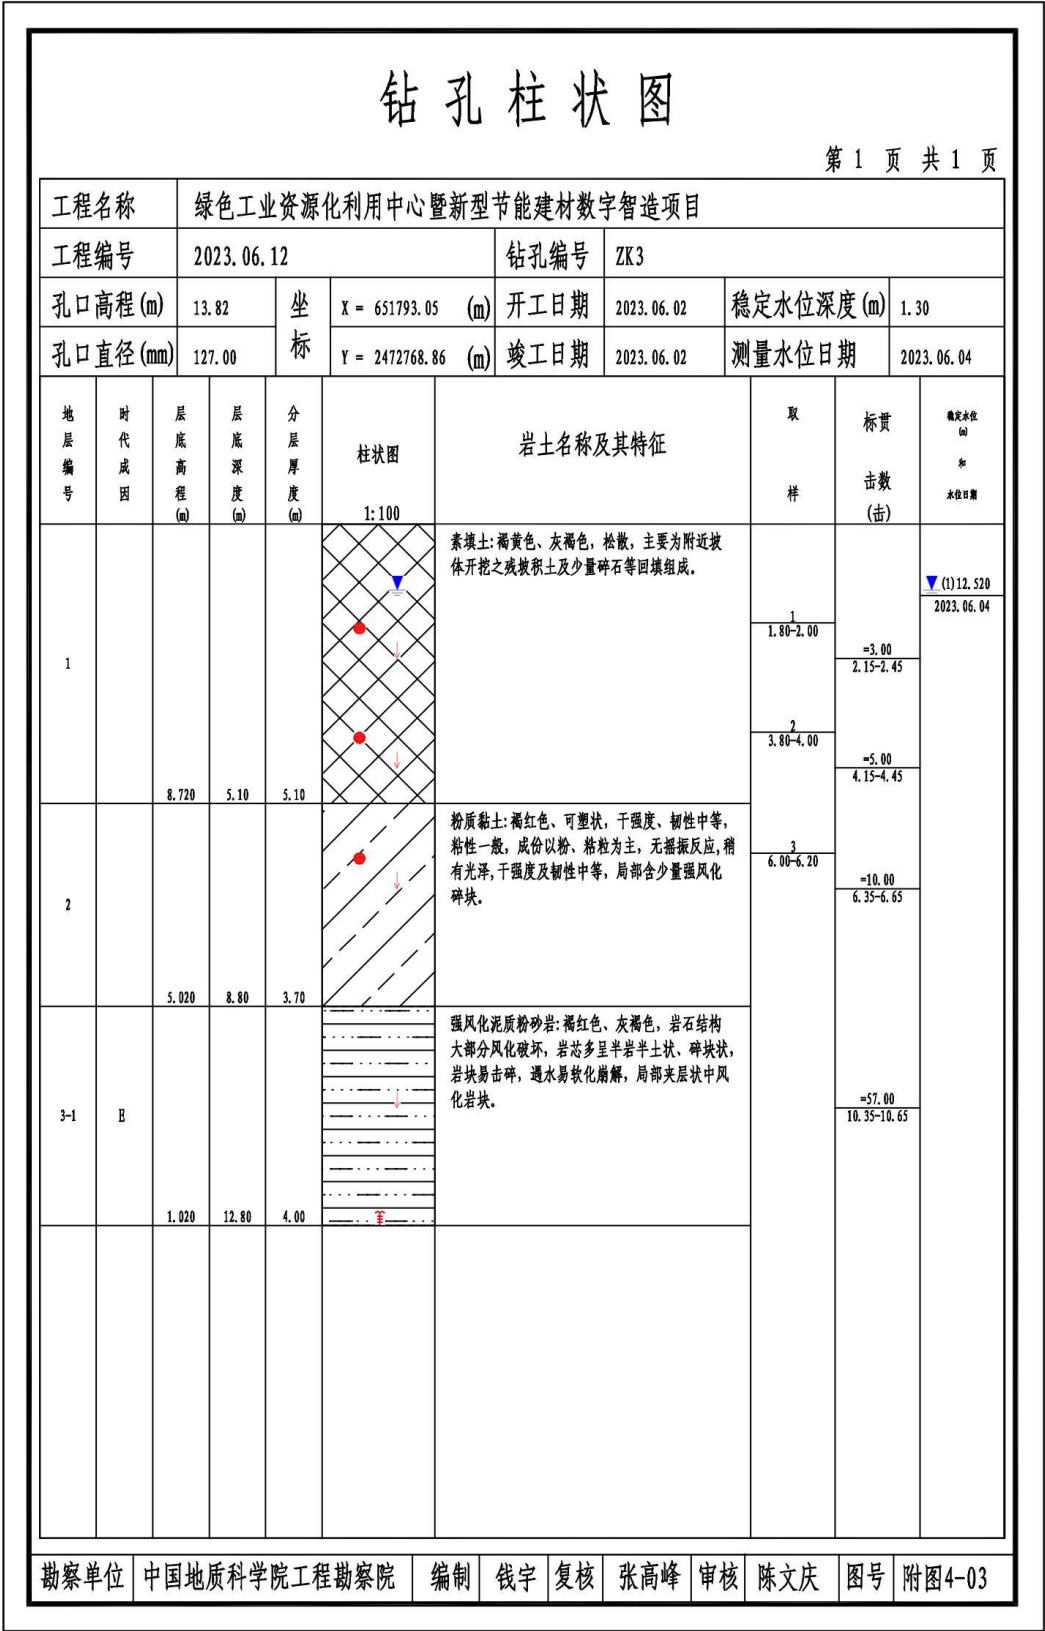 钻孔柱状图
第 1 页 共 1 页
工程名称 绿色工业资源化利用中心暨新型节能建材数字智造项目
工程编号 2023.06.12 钻孔编号 ZK3
孔口高程(m) 13.82 坐标 X = 651793.05 (m) 开工日期 2023.06.02 稳定水位深度(m) 1.30
孔口直径(mm) 127.00 Y = 2472768.86 (m) 竣工日期 2023.06.02 测量水位日期 2023.06.04
地层编号 时代成因 层底高程(m) 层底深度(m) 分层厚度(m) 柱状图 1:100 岩土名称及其特征 取样 标贯击数(击) 稳定水位(m)和水位日期
素填土:褐黄色、灰褐色，松散，主要为附近坡
体开挖之残坡积土及少量碎石等回填组成。
(1)12.520
2023.06.04
1
1.80-2.00
=3.00
2.15-2.45
1
2
3.80-4.00
=5.00
4.15-4.45
8.720 5.10 5.10
粉质黏土:褐红色、可塑状，干强度、韧性中等，
粘性一般，成份以粉、粘粒为主，无摇振反应,稍
有光泽,干强度及韧性中等，局部含少量强风化
碎块。
3
6.00-6.20
=10.00
6.35-6.65
2
5.020 8.80 3.70
强风化泥质粉砂岩:褐红色、灰褐色，岩石结构
大部分风化破坏，岩芯多呈半岩半土状、碎块状，
岩块易击碎，遇水易软化崩解，局部夹层状中风
化岩块。
=57.00
10.35-10.65
3-1 E
1.020 12.80 4.00
勘察单位 中国地质科学院工程勘察院 编制 钱宇 复核 张高峰 审核 陈文庆 图号 附图4-03